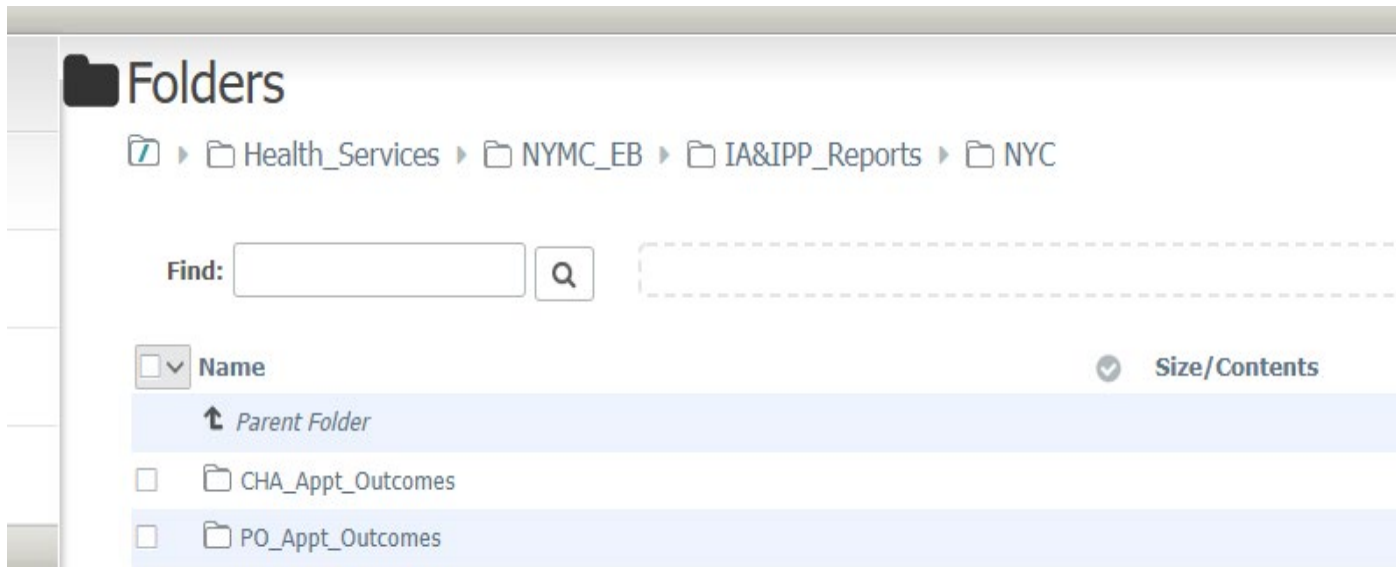 Folders
/ Health_Services NYMC_EB IA&IPP_Reports NYC
Find:
Name Size/Contents
Parent Folder
CHA_Appt_Outcomes
PO_Appt_Outcomes